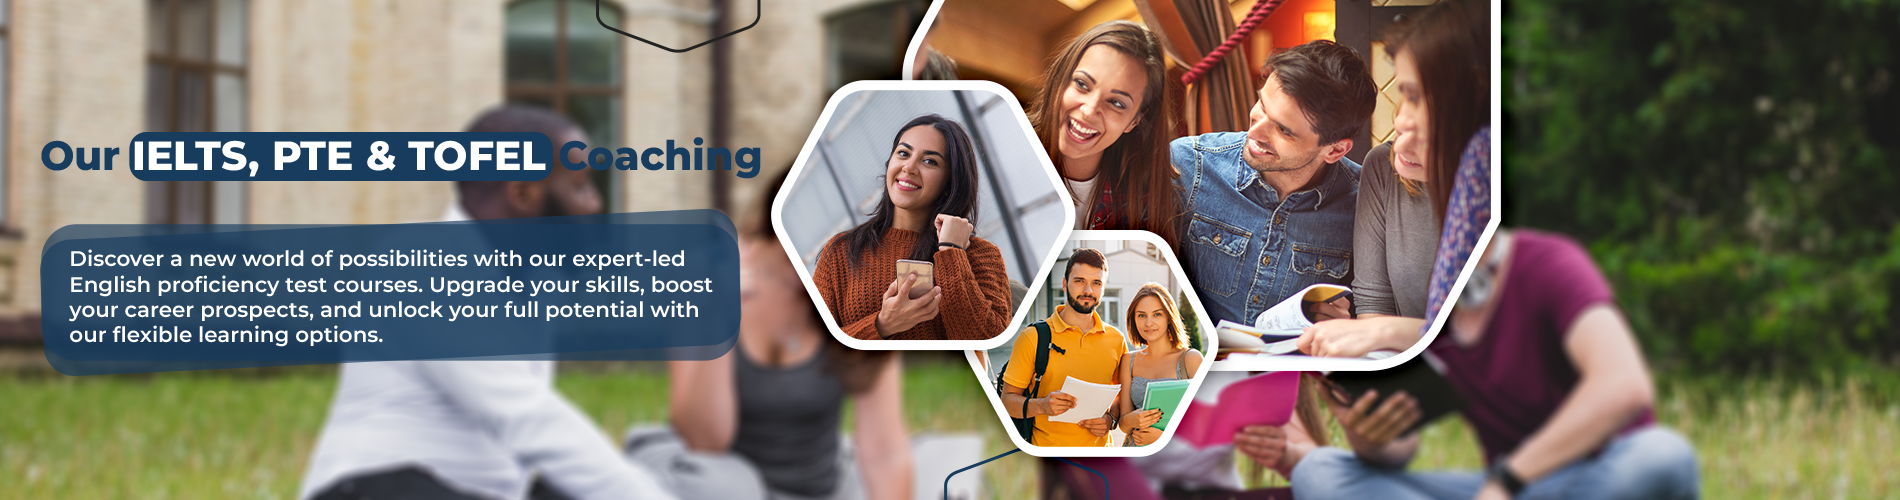 Our IELTS, PTE & TOFEL Coaching
Discover a new world of possibilities with our expert-led
English proficiency test courses. Upgrade your skills, boost
your career prospects, and unlock your full potential with
our flexible learning options.